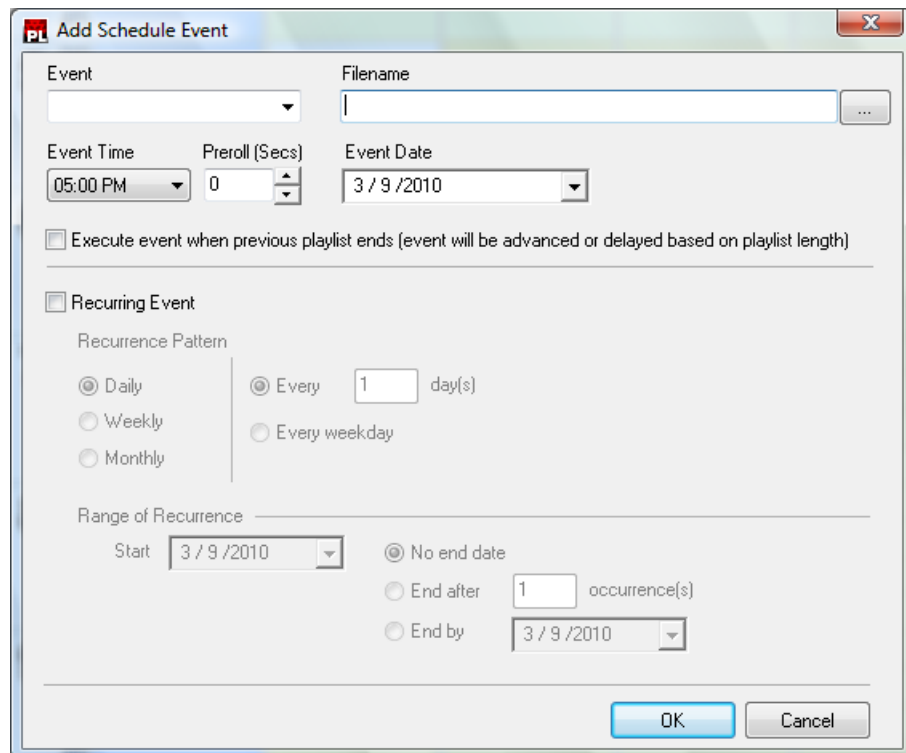 PL Add Schedule Event
Event Filename
...
Event Time Preroll (Secs) Event Date
05:00 PM 0 3 / 9 /2010
Execute event when previous playlist ends (event will be advanced or delayed based on playlist length)
Recurring Event
Recurrence Pattern
Daily Every 1 day(s)
Weekly Every weekday
Monthly
Range of Recurrence
Start 3 / 9 /2010 No end date
End after 1 occurrence(s)
End by 3 / 9 /2010
OK Cancel